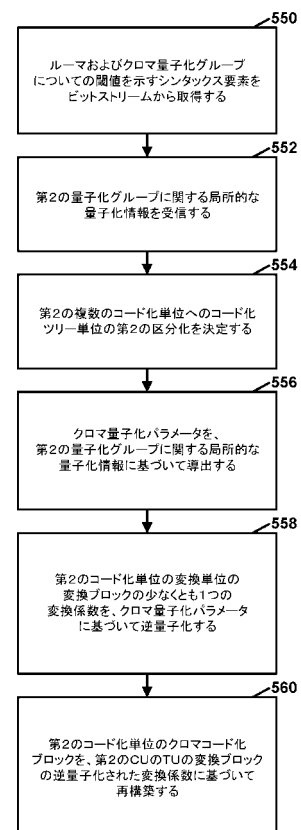 550
ルーマおよびクロマ量子化グループ
についての閾値を示すシンタックス要素を
ビットストリームから取得する
552
第2の量子化グループに関する局所的な
量子化情報を受信する
554
第2の複数のコード化単位へのコード化
ツリー単位の第2の区分化を決定する
556
クロマ量子化パラメータを、
第2の量子化グループに関する局所的な
量子化情報に基づいて導出する
558
第2のコード化単位の変換単位の
変換ブロックの少なくとも1つの
変換係数を、クロマ量子化パラメータ
に基づいて逆量子化する
560
第2のコード化単位のクロマコード化
ブロックを、第2のCUのTUの変換ブロック
の逆量子化された変換係数に基づいて
再構築する